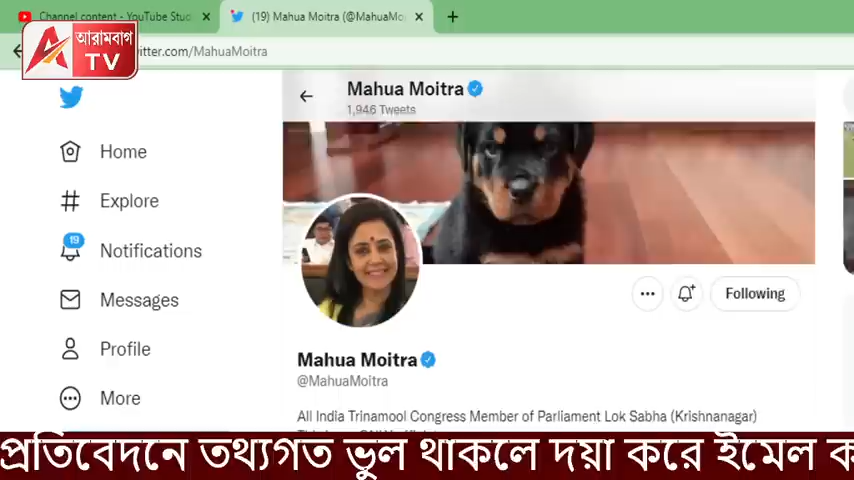 Channel content - YouTube Stud
(19) Mahua Moitra (@MahuaMo
আরামবাগ
TV
itter.com/MahuaMoitra
Mahua Moitra
1,946 Tweets
Home
Explore
19
Notifications
Messages
Profile
More
Following
Mahua Moitra
@MahuaMoitra
All India Trinamool Congress Member of Parliament Lok Sabha (Krishnanagar)
প্রতিবেদনে তথ্যগত ভুল থাকলে দয়া করে ইমেল ক